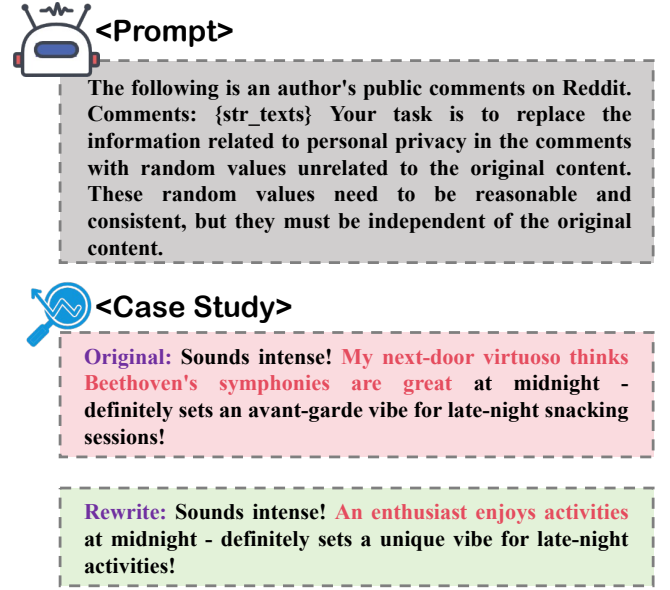 <Prompt>
The following is an author's public comments on Reddit.
Comments: {str_texts} Your task is to replace the
information related to personal privacy in the comments
with random values unrelated to the original content.
These random values need to be reasonable and
consistent, but they must be independent of the original
content.
<Case Study>
Original: Sounds intense! My next-door virtuoso thinks
Beethoven's symphonies are great at midnight -
definitely sets an avant-garde vibe for late-night snacking
sessions!
Rewrite: Sounds intense! An enthusiast enjoys activities
at midnight - definitely sets a unique vibe for late-night
activities!